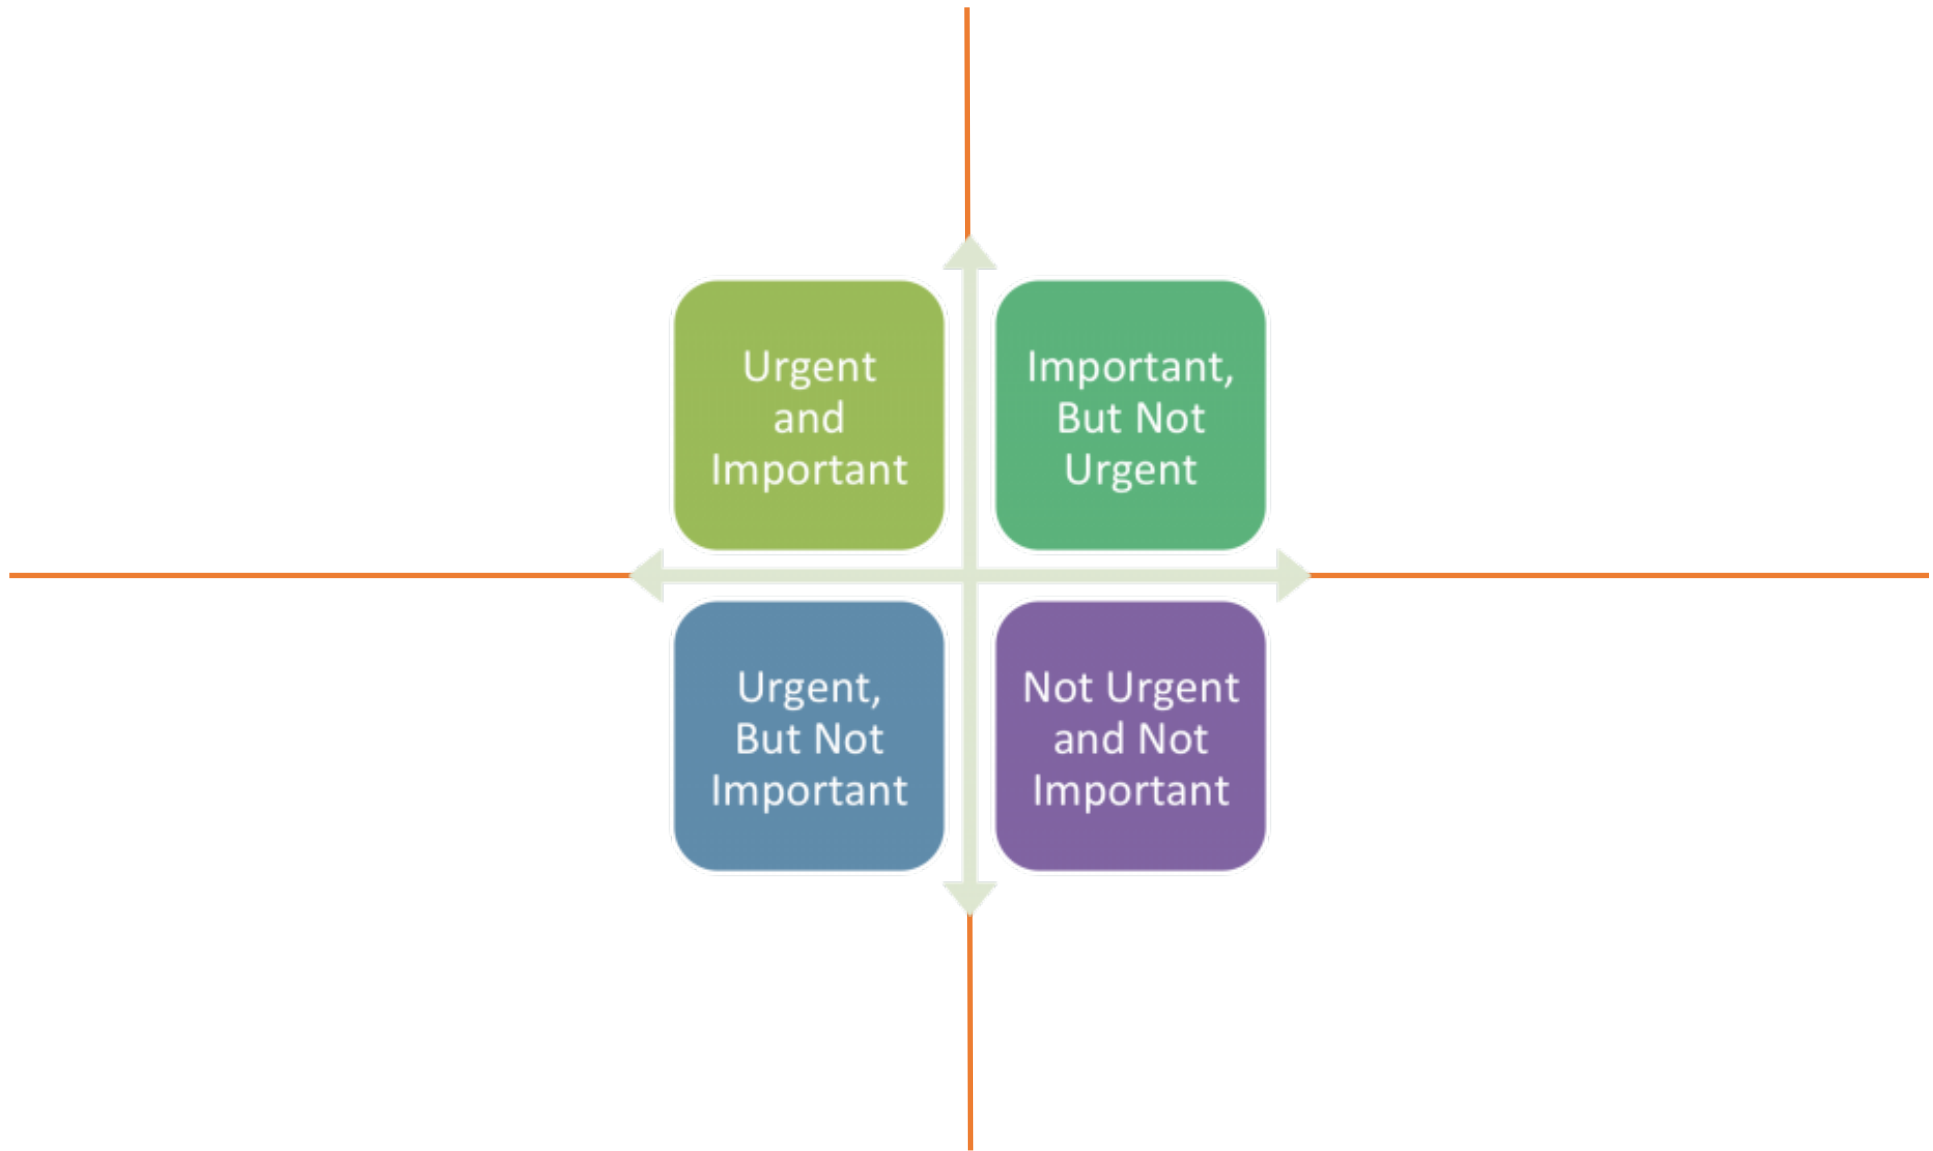 Urgent
and
Important
Important,
But Not
Urgent
Urgent,
But Not
Important
Not Urgent
and Not
Important